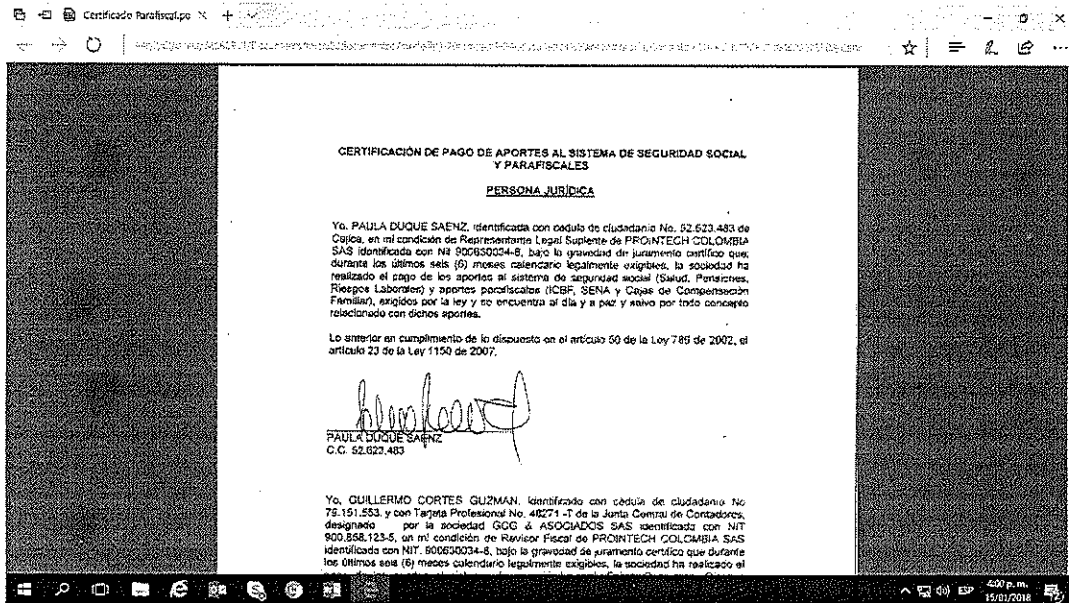 Certificado Parafiscal.pd
CERTIFICACIÓN DE PAGO DE APORTES AL SISTEMA DE SEGURIDAD SOCIAL
Y PARAFISCALES
PERSONA JURÍDICA
Yo, PAULA DUQUE SAENZ, identificada con cedula de ciudadanía No. 52.623.483 de
Cajica, en mi condición de Representante Legal Suplente de PROINTECH COLOMBIA
SAS identificada con Nit 900630034-8, bajo la gravedad de juramento certifico que;
durante los últimos seis (6) meses calendario legalmente exigibles, la sociedad ha
realizado el pago de los aportes al sistema de seguridad social (Salud, Pensiones,
Riesgos Laborales) y aportes parafiscales (ICBF, SENA y Cajas de Compensación
Familiar), exigidos por la ley y se encuentra al día y a paz y salvo por todo concepto
relacionado con dichos aportes.
Lo anterior en cumplimiento de lo dispuesto en el artículo 50 de la Ley 789 de 2002, el
artículo 23 de la Ley 1150 de 2007.
PAULA DUQUE SAENZ
C.C. 52.623.483
Yo, GUILLERMO CORTES GUZMAN, identificado con cédula de ciudadanía No
79.151.553, y con Tarjeta Profesional No. 40271 -T de la Junta Central de Contadores,
designado por la sociedad GCG & ASOCIADOS SAS identificada con NIT
900.858.123-5, en mi condición de Revisor Fiscal de PROINTECH COLOMBIA SAS
identificada con NIT. 900630034-8, bajo la gravedad de juramento certifico que durante
los últimos seis (6) meses calendario legalmente exigibles, la sociedad ha realizado el
ESP
4:00 p. m.
15/01/2018